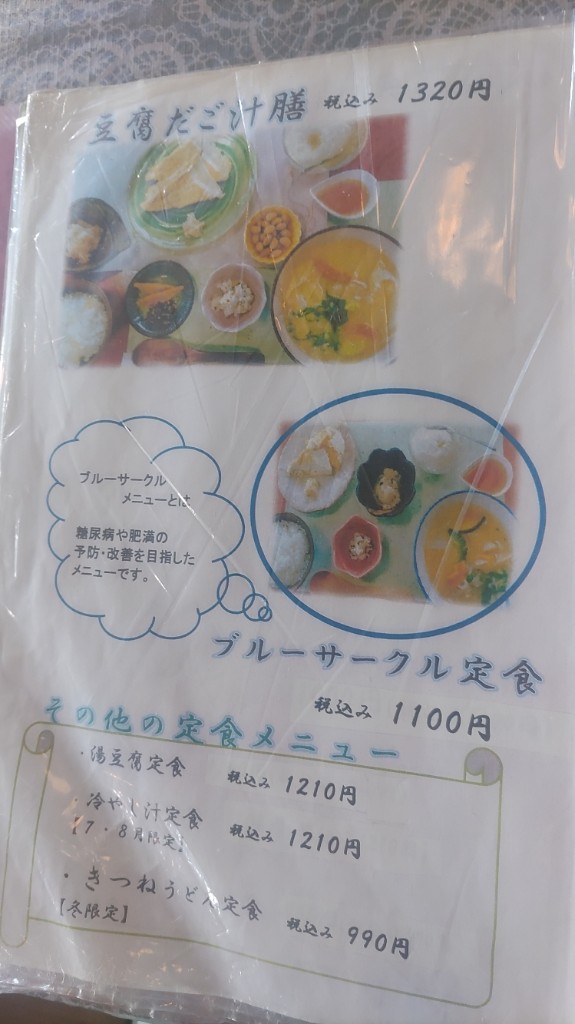 豆腐だご汁膳 税込み 1320円
ブルーサークル
メニューとは
糖尿病や肥満の
予防・改善を目指した
メニューです。
ブルーサークル定食
税込み 1100円
その他の定食メニュー
・湯豆腐定食 税込み 1210円
・冷やし汁定食 税込み 1210円
【7・8月限定】
・きつねうどん定食
【冬限定】 税込み 990円